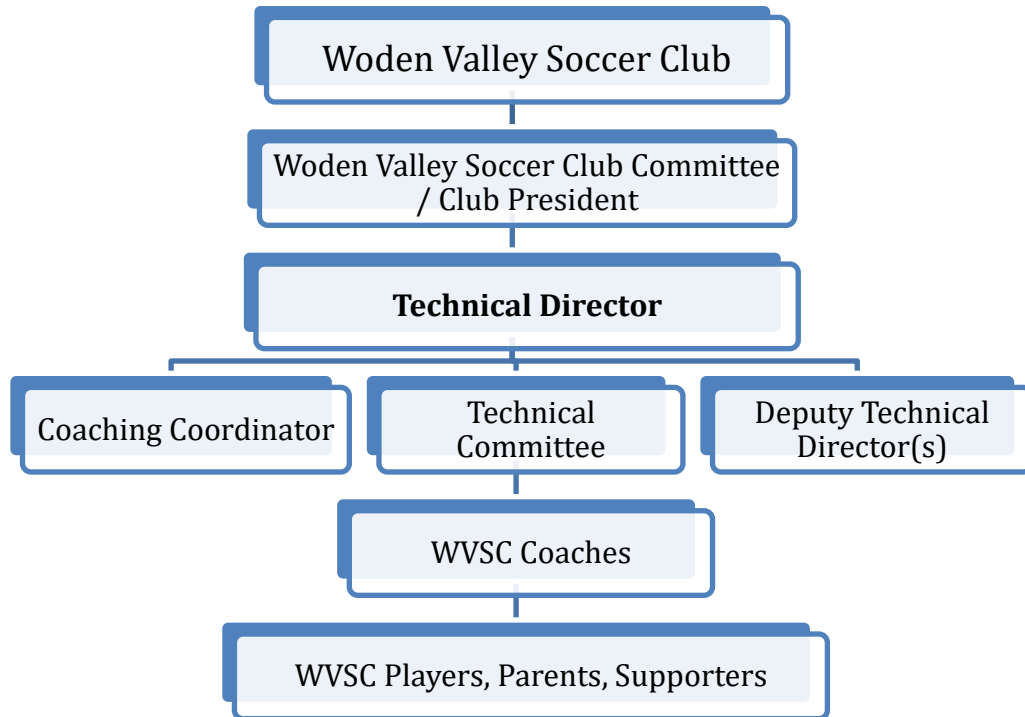 Woden Valley Soccer Club
Woden Valley Soccer Club Committee
/ Club President
Technical Director
Coaching Coordinator
Technical
Committee
Deputy Technical
Director(s)
WVSC Coaches
WVSC Players, Parents, Supporters